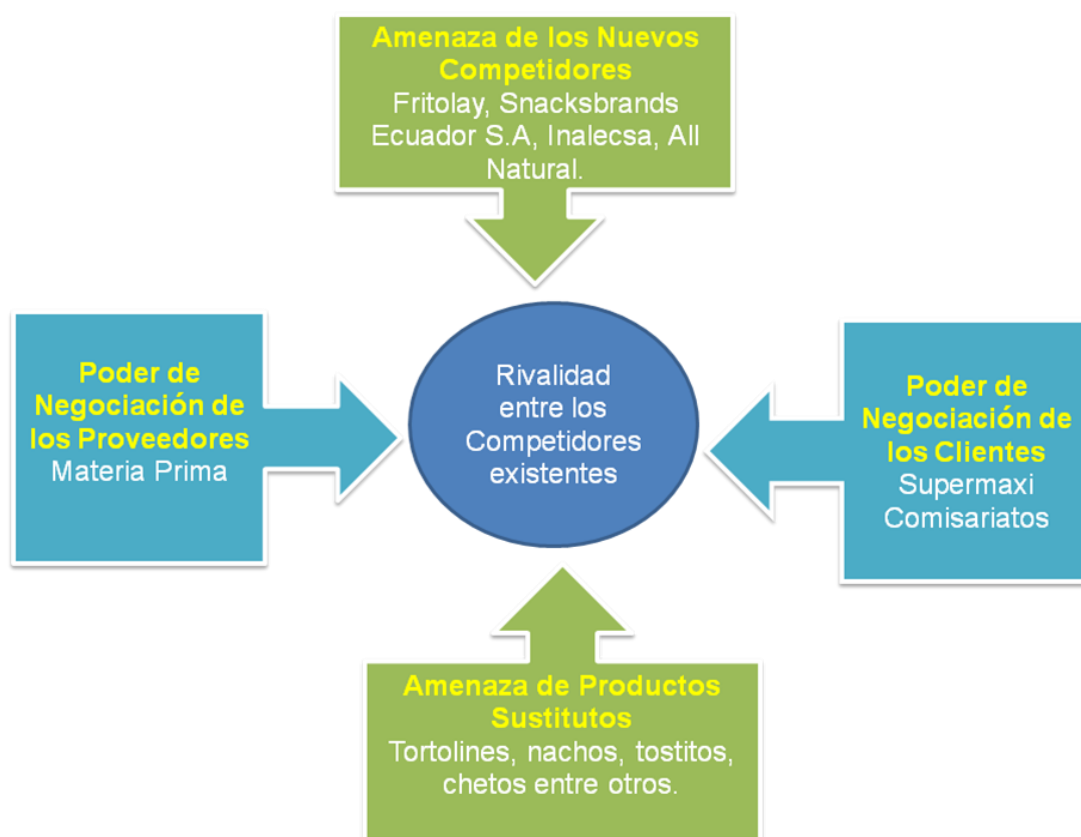 Amenaza de los Nuevos
Competidores
Fritolay, Snacksbrands
Ecuador S.A, Inalecsa, All
Natural.
Poder de
Negociación de
los Proveedores
Materia Prima
Rivalidad
entre los
Competidores
existentes
Poder de
Negociación de
los Clientes
Supermaxi
Comisariatos
Amenaza de Productos
Sustitutos
Tortolines, nachos, tostitos,
chetos entre otros.